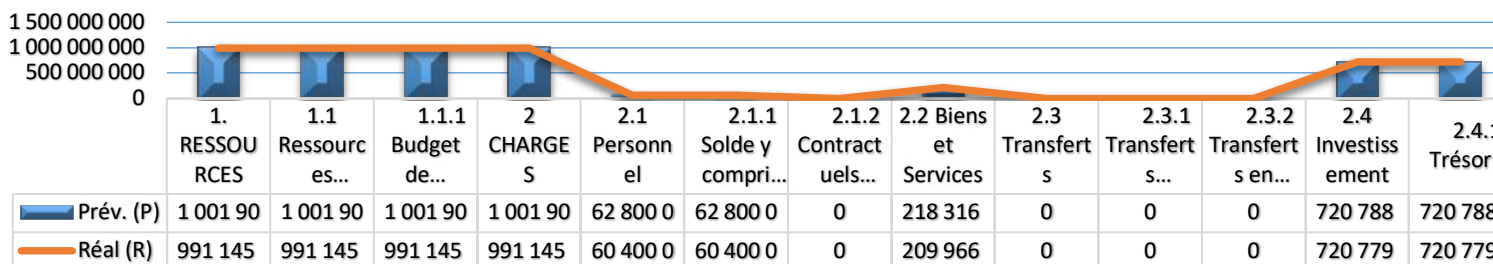 1 500 000 000
1 000 000 000
500 000 000
0
1. RESSOU RCES
1.1 Ressourc es...
1.1.1 Budget de...
2 CHARGE S
2.1 Personn el
2.1.1 Solde y compri...
2.1.2 Contract uels...
2.2 Biens et Services
2.3 Transfert s
2.3.1 Transfert s...
2.3.2 Transfert s en...
2.4 Investiss ement
2.4.1 Trésor
Prév. (P) 1 001 90 1 001 90 1 001 90 1 001 90 62 800 0 62 800 0 0 218 316 0 0 0 720 788 720 788
Réal (R) 991 145 991 145 991 145 991 145 60 400 0 60 400 0 0 209 966 0 0 0 720 779 720 779